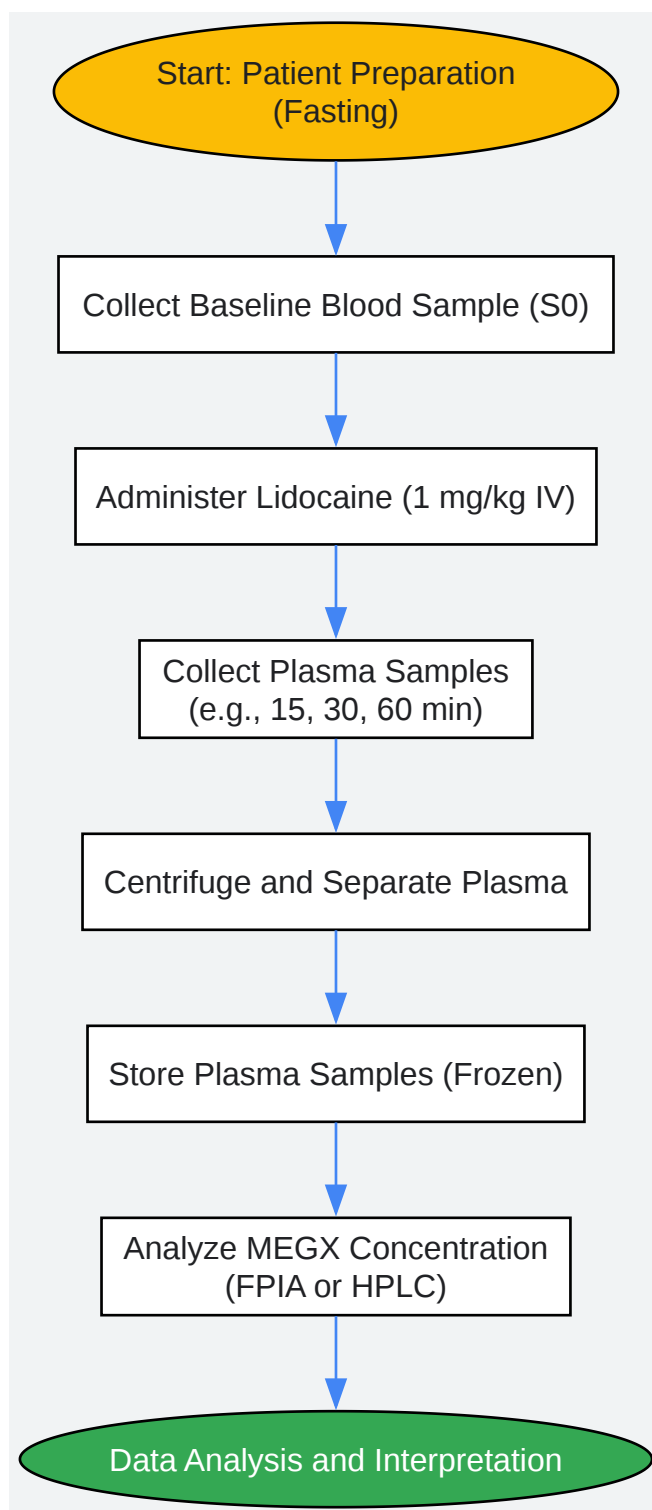 Start: Patient Preparation
(Fasting)
Collect Baseline Blood Sample (S0)
Administer Lidocaine (1 mg/kg IV)
Collect Plasma Samples
(e.g., 15, 30, 60 min)
Centrifuge and Separate Plasma
Store Plasma Samples (Frozen)
Analyze MEGX Concentration
(FPIA or HPLC)
Data Analysis and Interpretation